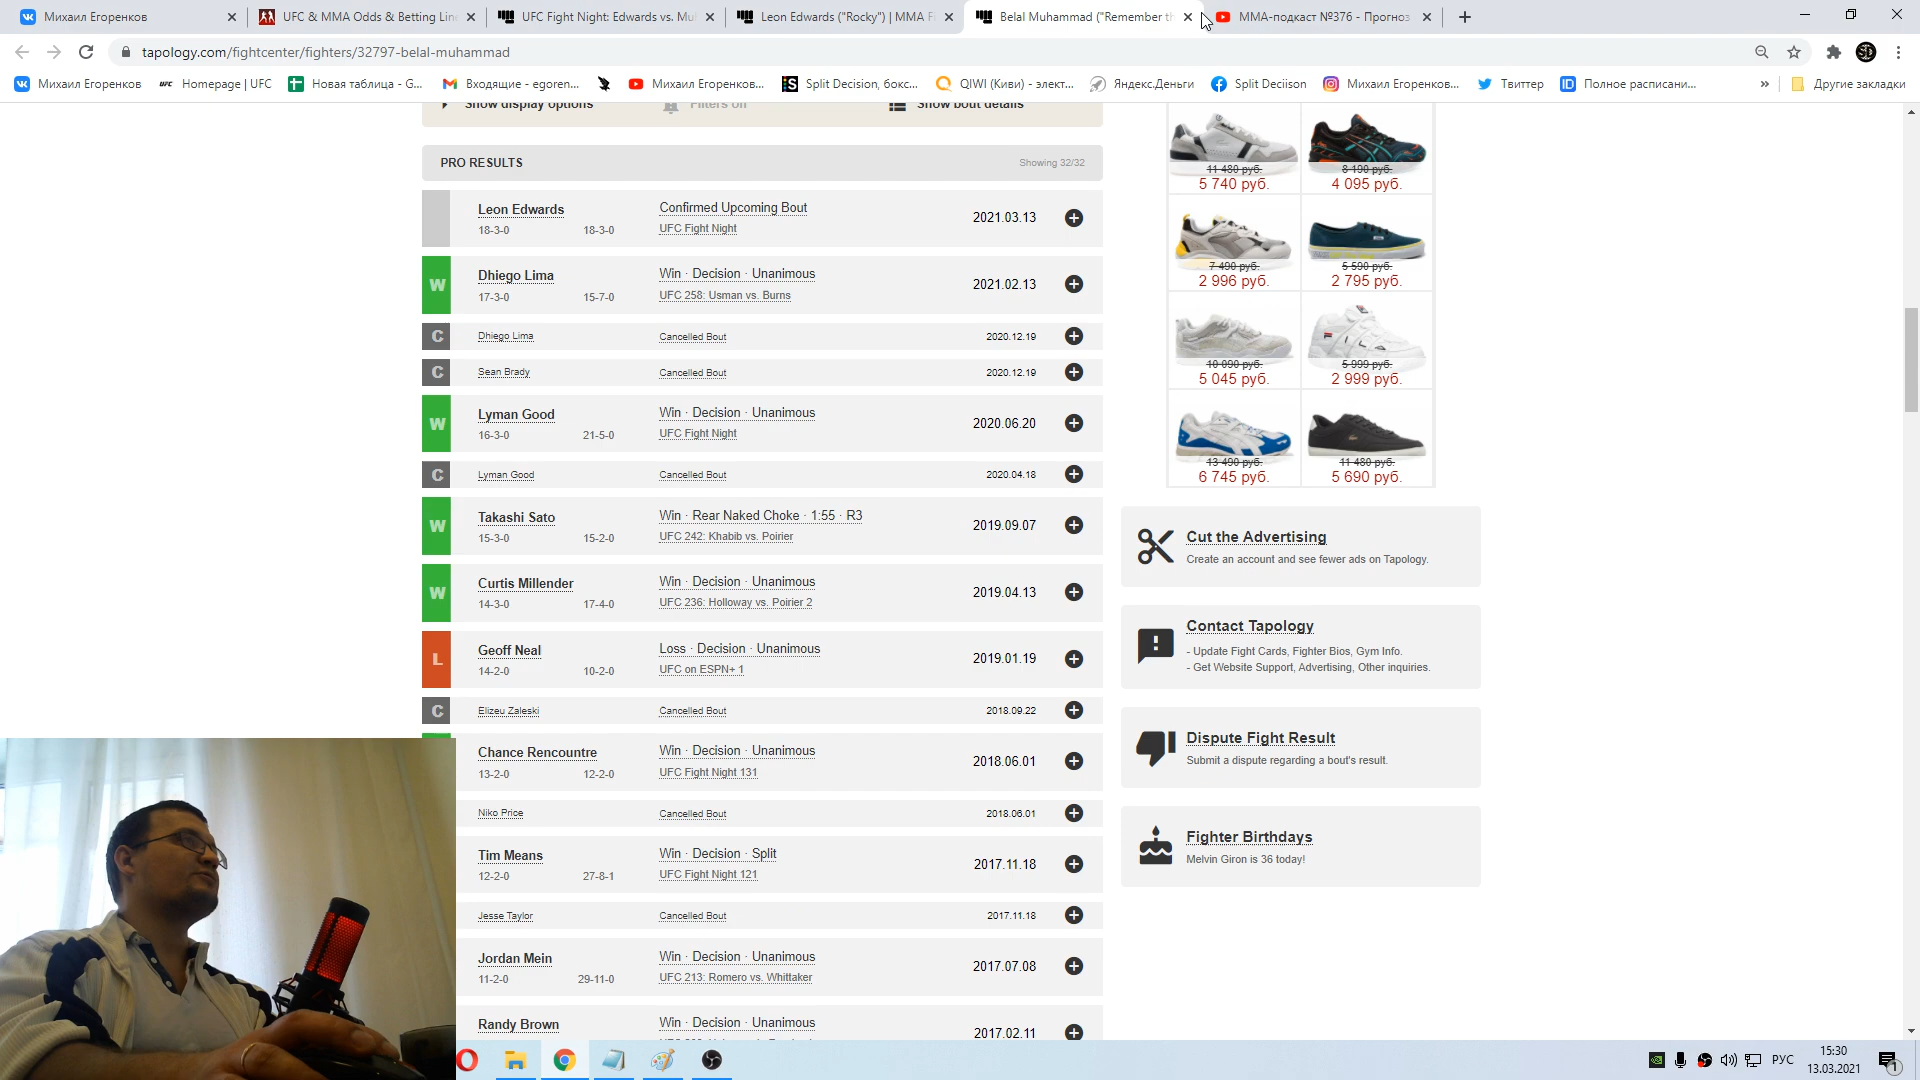 Михаил Егоренков
UFC & MMA Odds & Betting Line
UFC Fight Night: Edwards vs. Mu
Leon Edwards ("Rocky") | MMA F
Belal Muhammad ("Remember th
ММА-подкаст №376 - Прогноз
tapology.com/fightcenter/fighters/32797-belal-muhammad
Михаил Егоренков
Homepage | UFC
Новая таблица - G...
Входящие - egoren...
Михаил Егоренков...
Split Decision, бокс...
QIWI (Киви) - элект...
Яндекс.Деньги
Split Deciison
Михаил Егоренков...
Твиттер
Полное расписани...
»
Другие закладки
Show display options
Filters on
Show bout details
PRO RESULTS
Showing 32/32
Leon Edwards
Confirmed Upcoming Bout
2021.03.13
18-3-0
18-3-0
UFC Fight Night
W
Dhiego Lima
Win · Decision · Unanimous
2021.02.13
17-3-0
15-7-0
UFC 258: Usman vs. Burns
C
Dhiego Lima
Cancelled Bout
2020.12.19
C
Sean Brady
Cancelled Bout
2020.12.19
W
Lyman Good
Win · Decision · Unanimous
2020.06.20
16-3-0
21-5-0
UFC Fight Night
C
Lyman Good
Cancelled Bout
2020.04.18
W
Takashi Sato
Win · Rear Naked Choke · 1:55 · R3
2019.09.07
15-3-0
15-2-0
UFC 242: Khabib vs. Poirier
W
Curtis Millender
Win · Decision · Unanimous
2019.04.13
14-3-0
17-4-0
UFC 236: Holloway vs. Poirier 2
L
Geoff Neal
Loss · Decision · Unanimous
2019.01.19
14-2-0
10-2-0
UFC on ESPN+ 1
C
Elizeu Zaleski
Cancelled Bout
2018.09.22
Chance Rencountre
Win · Decision · Unanimous
2018.06.01
13-2-0
12-2-0
UFC Fight Night 131
Niko Price
Cancelled Bout
2018.06.01
Tim Means
Win · Decision · Split
2017.11.18
12-2-0
27-8-1
UFC Fight Night 121
Jesse Taylor
Cancelled Bout
2017.11.18
Jordan Mein
Win · Decision · Unanimous
2017.07.08
11-2-0
29-11-0
UFC 213: Romero vs. Whittaker
Randy Brown
Win · Decision · Unanimous
2017.02.11
11 480 руб.
5 740 руб.
8 190 руб.
4 095 руб.
7 490 руб.
2 996 руб.
5 590 руб.
2 795 руб.
10 090 руб.
5 045 руб.
5 999 руб.
2 999 руб.
13 490 руб.
6 745 руб.
11 480 руб.
5 690 руб.
Cut the Advertising
Create an account and see fewer ads on Tapology.
Contact Tapology
- Update Fight Cards, Fighter Bios, Gym Info.
- Get Website Support, Advertising, Other inquiries.
Dispute Fight Result
Submit a dispute regarding a bout's result.
Fighter Birthdays
Melvin Giron is 36 today!
РУС
15:30
13.03.2021
1